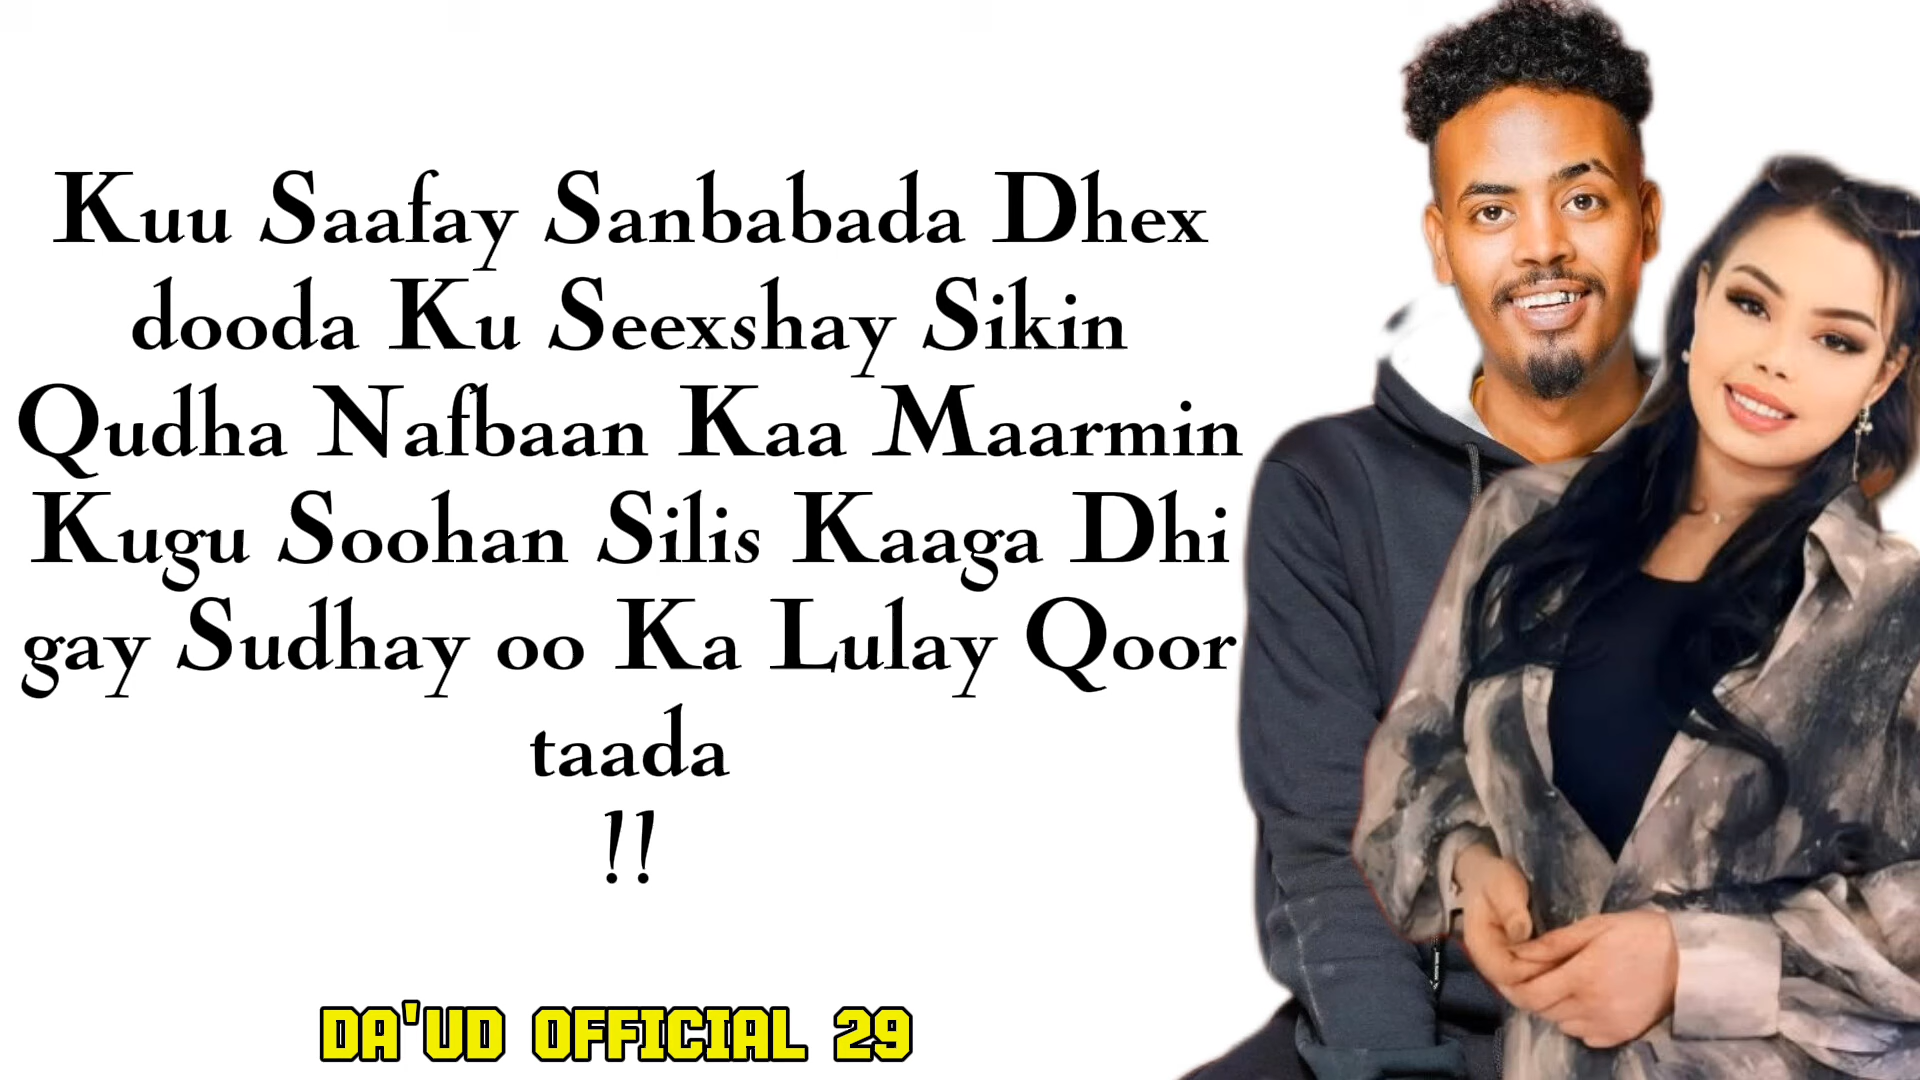 Kuu Saafay Sanbabada Dhex
dooda Ku Seexshay Sikin
Qudha Nafbaan Kaa Maarmin
Kugu Soohan Silis Kaaga Dhi
gay Sudhay oo Ka Lulay Qoor
taada
!!
DA'UD OFFICIAL 29